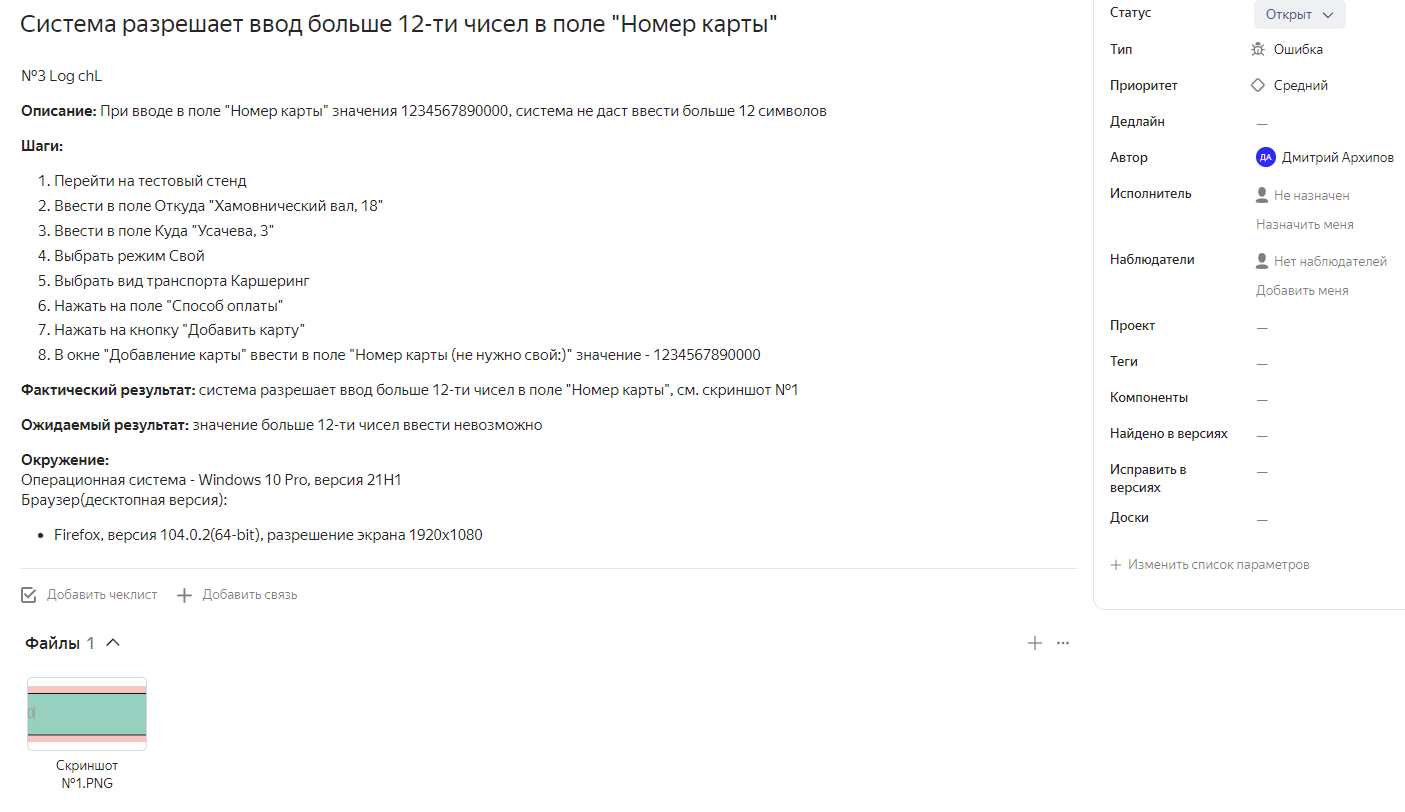 Система разрешает ввод больше 12-ти чисел в поле "Номер карты"
№3 Log chL
Описание: При вводе в поле "Номер карты" значения 1234567890000, система не даст ввести больше 12 символов
Шаги:
1. Перейти на тестовый стенд
2. Ввести в поле Откуда "Хамовнический вал, 18"
3. Ввести в поле Куда "Усачева, 3"
4. Выбрать режим Свой
5. Выбрать вид транспорта Каршеринг
6. Нажать на поле "Способ оплаты"
7. Нажать на кнопку "Добавить карту"
8. В окне "Добавление карты" ввести в поле "Номер карты (не нужно свой:)" значение - 1234567890000
Фактический результат: система разрешает ввод больше 12-ти чисел в поле "Номер карты", см. скриншот №1
Ожидаемый результат: значение больше 12-ти чисел ввести невозможно
Окружение:
Операционная система - Windows 10 Pro, версия 21H1
Браузер(десктопная версия):
• Firefox, версия 104.0.2(64-bit), разрешение экрана 1920x1080
Добавить чеклист
Добавить связь
Файлы 1
0
Скриншот
№1.PNG
Статус Открыт
Тип Ошибка
Приоритет Средний
Дедлайн —
Автор ДА Дмитрий Архипов
Исполнитель Не назначен
Назначить меня
Наблюдатели Нет наблюдателей
Добавить меня
Проект —
Теги —
Компоненты —
Найдено в версиях —
Исправить в —
версиях
Доски —
+ Изменить список параметров